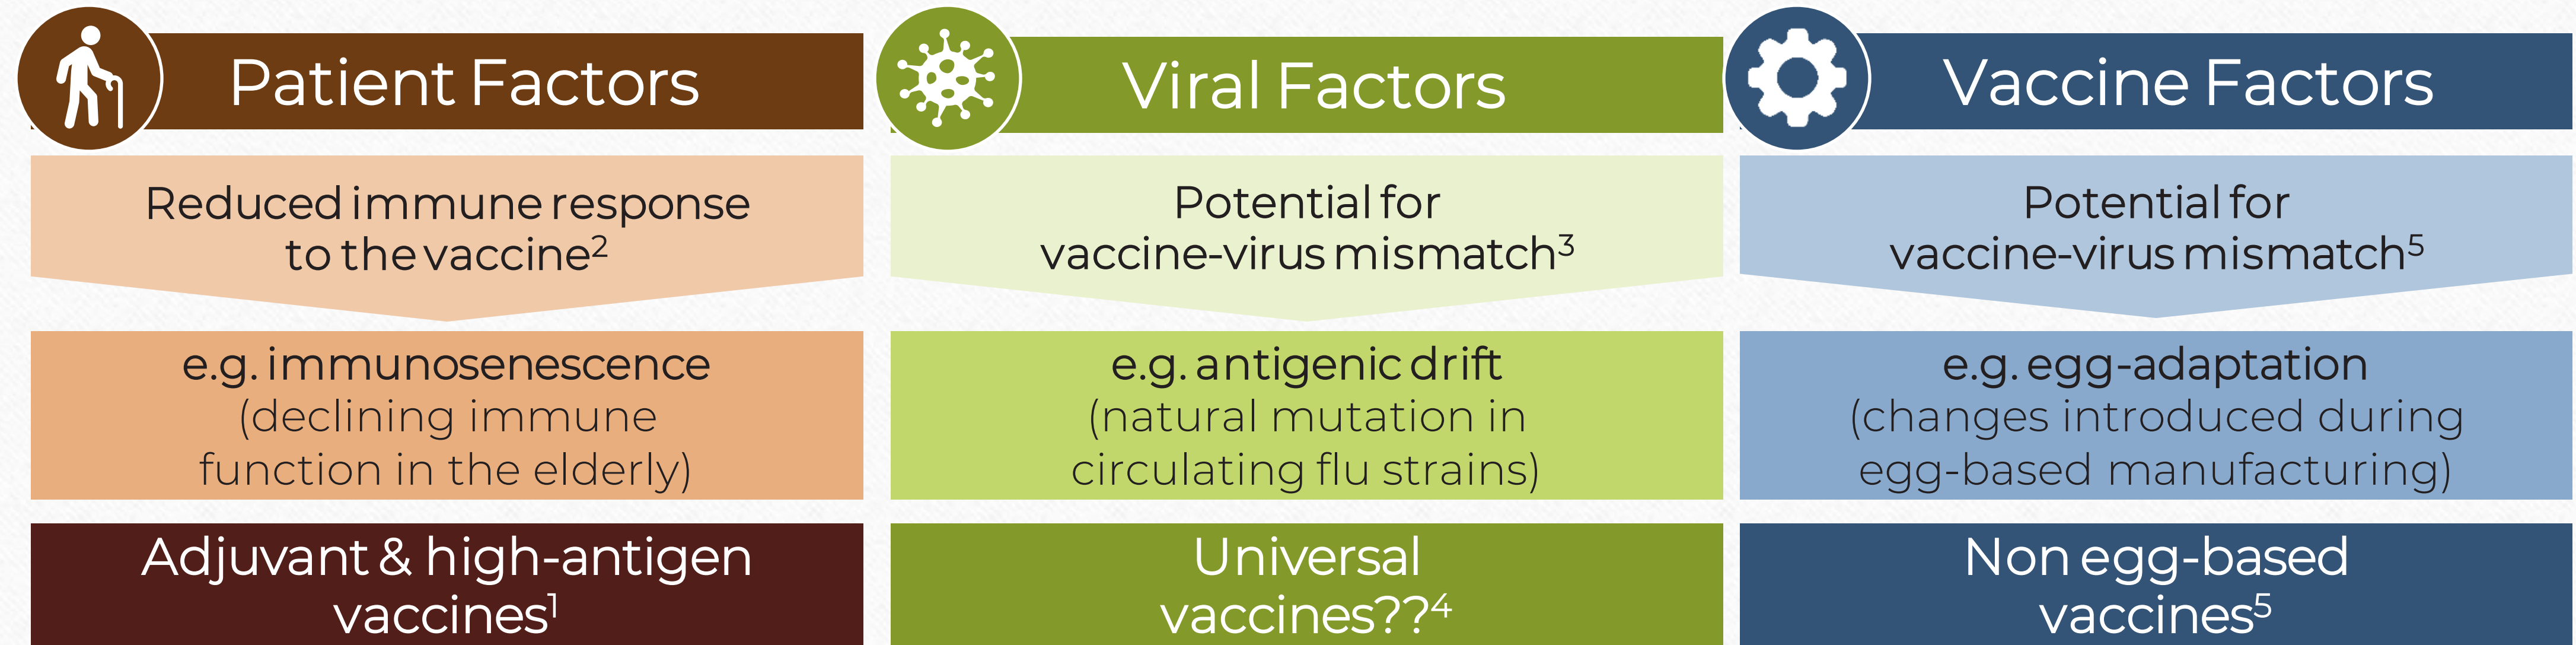 Patient Factors
Reduced immune response
to the vaccine²
e.g. immunosenescence
(declining immune
function in the elderly)
Adjuvant & high-antigen
vaccines¹
Viral Factors
Potential for
vaccine-virus mismatch³
e.g. antigenic drift
(natural mutation in
circulating flu strains)
Universal
vaccines??⁴
Vaccine Factors
Potential for
vaccine-virus mismatch⁵
e.g. egg-adaptation
(changes introduced during
egg-based manufacturing)
Non egg-based
vaccines⁵